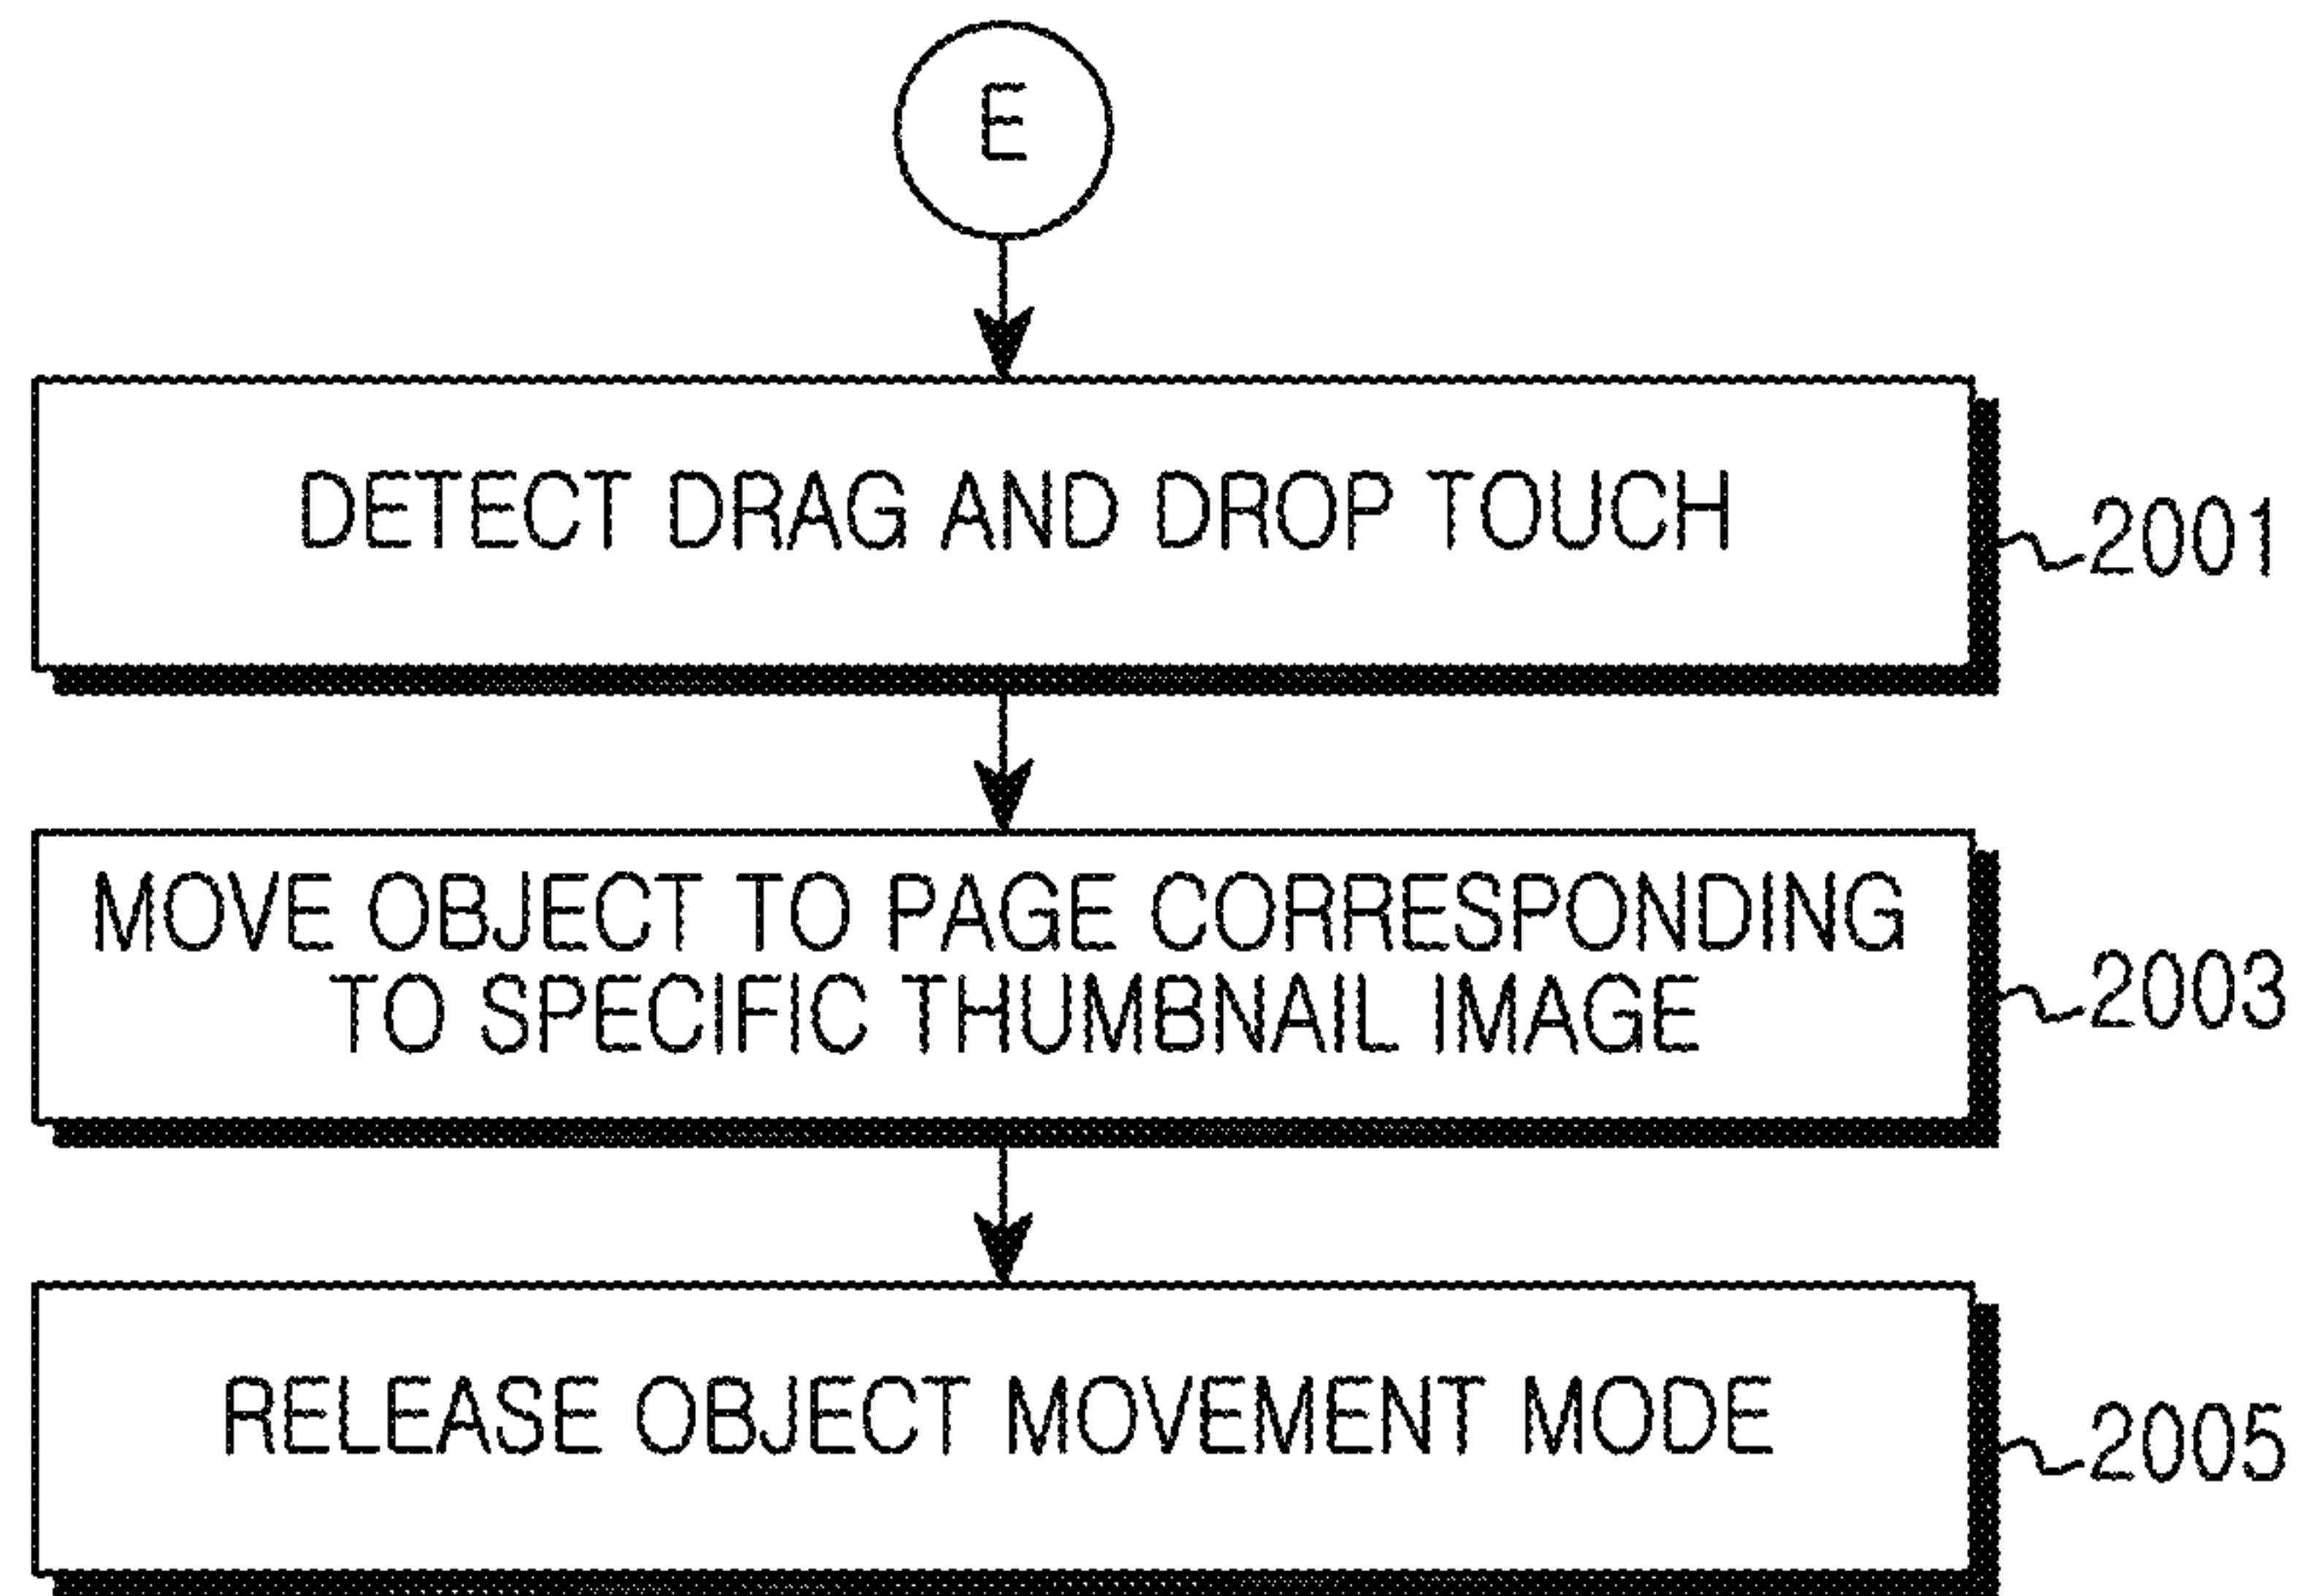 E
DETECT DRAG AND DROP TOUCH
2001
MOVE OBJECT TO PAGE CORRESPONDING
TO SPECIFIC THUMBNAIL IMAGE
2003
RELEASE OBJECT MOVEMENT MODE
2005